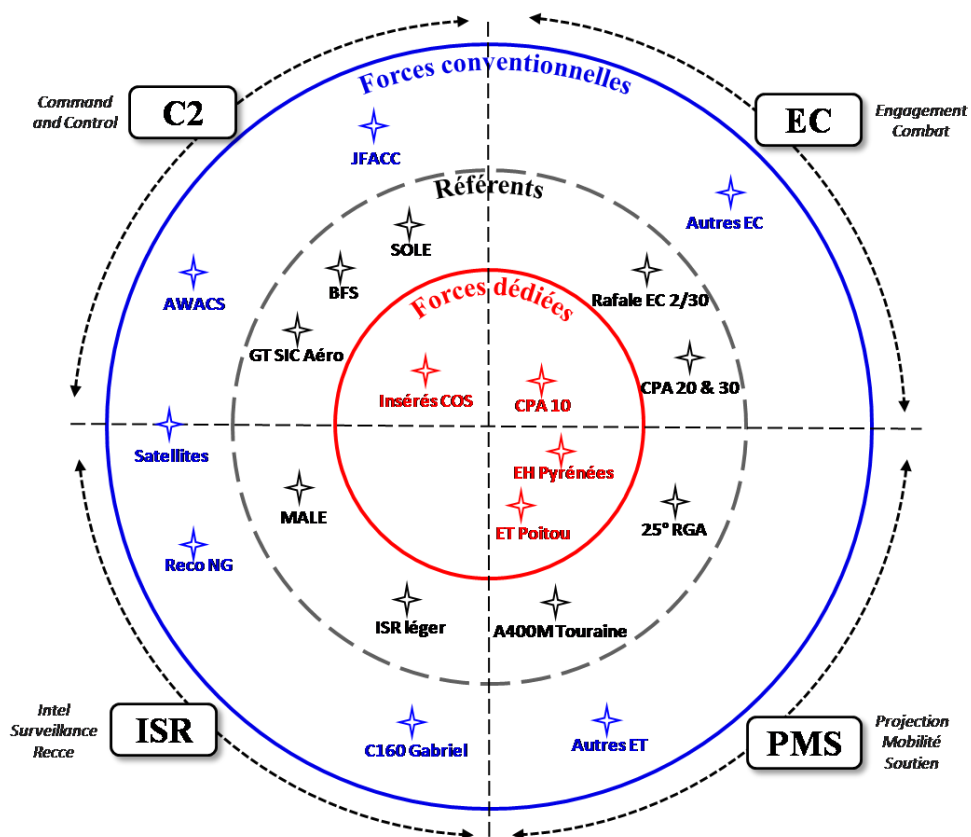 Forces conventionnelles
Command
and Control
C2
EC
Engagement
Combat
JFACC
Référents
Autres EC
SOLE
AWACS
BFS
Rafale EC 2/30
Forces dédiées
GT SIC Aéro
CPA 20 & 30
Insérés COS
CPA 10
Satellites
EH Pyrénées
MALE
ET Poitou
25° RGA
Reco NG
ISR léger
A400M Touraine
Intel
Surveillance
Recce
ISR
C160 Gabriel
Autres ET
PMS
Projection
Mobilité
Soutien